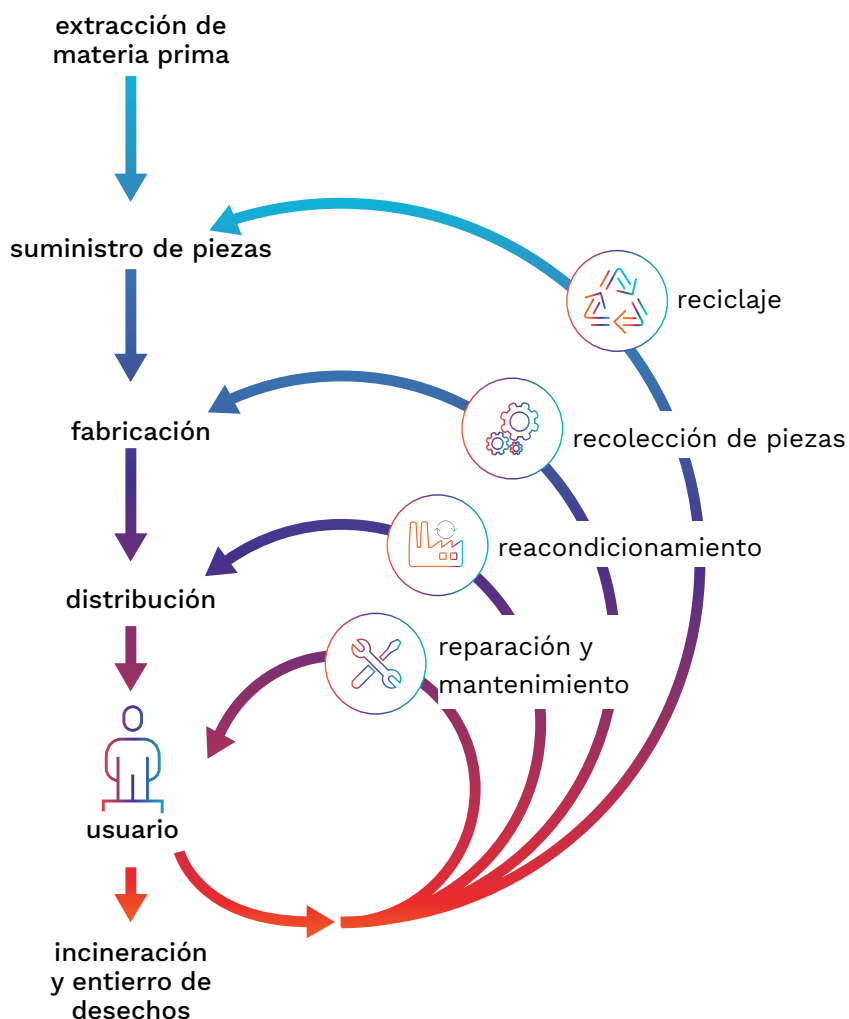 extracción de
materia prima
suministro de piezas
reciclaje
fabricación
recolección de piezas
reacondicionamiento
distribución
reparación y
mantenimiento
usuario
incineración
y entierro de
desechos